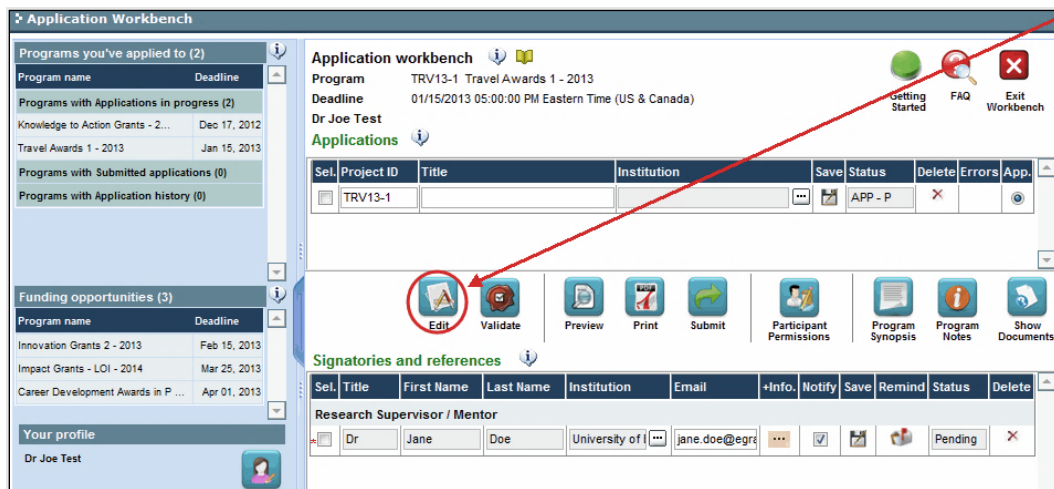 Application Workbench
Programs you've applied to (2)
Program name Deadline
Programs with Applications in progress (2)
Knowledge to Action Grants - 2... Dec 17, 2012
Travel Awards 1 - 2013 Jan 15, 2013
Programs with Submitted applications (0)
Programs with Application history (0)
Funding opportunities (3)
Program name Deadline
Innovation Grants 2 - 2013 Feb 15, 2013
Impact Grants - LOI - 2014 Mar 25, 2013
Career Development Awards in P ... Apr 01, 2013
Your profile
Dr Joe Test
Application workbench
Program TRV13-1 Travel Awards 1 - 2013
Deadline 01/15/2013 05:00:00 PM Eastern Time (US & Canada)
Dr Joe Test
Getting Started
FAQ
Exit Workbench
Applications
Sel. Project ID Title Institution Save Status Delete Errors App.
TRV13-1 ... APP - P
Edit Validate Preview Print Submit Participant Permissions Program Synopsis Program Notes Show Documents
PDF
Signatories and references
Sel. Title First Name Last Name Institution Email +Info. Notify Save Remind Status Delete
Research Supervisor / Mentor
* Dr Jane Doe University of ... jane.doe@egra ... Pending